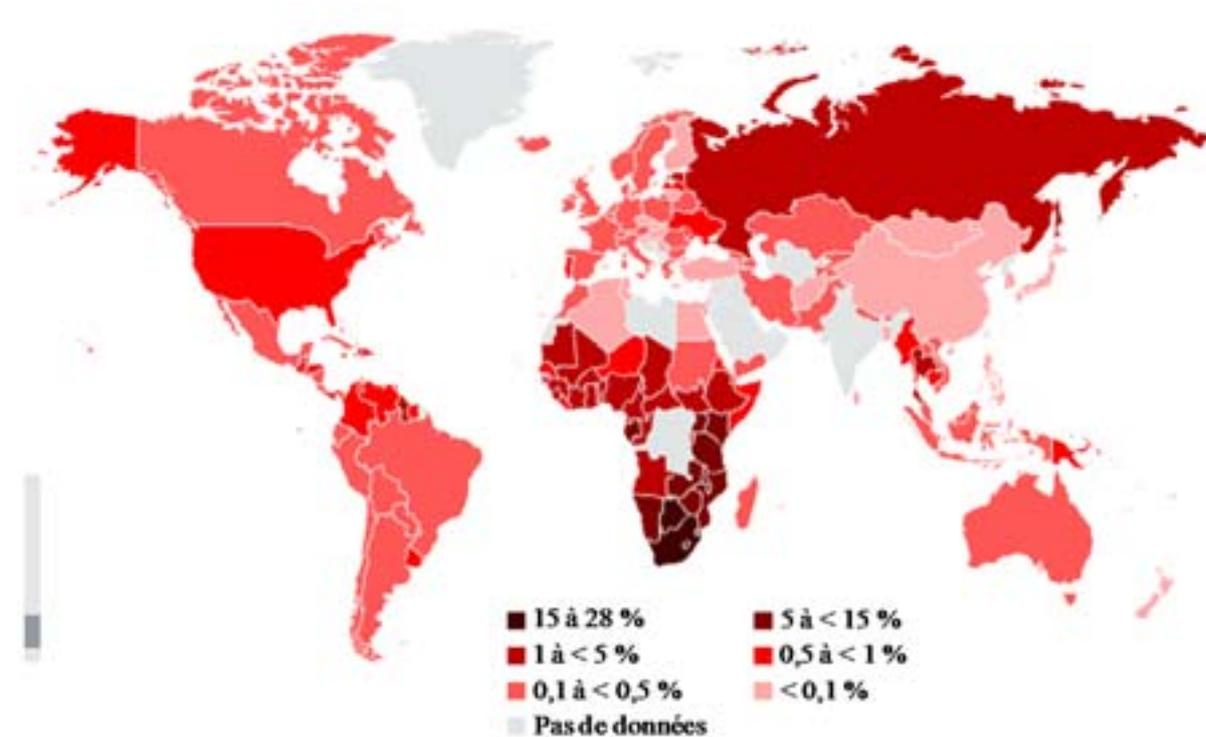 15 à 28 %
5 à < 15 %
1 à < 5 %
0,5 à < 1 %
0,1 à < 0,5 %
< 0,1 %
Pas de données